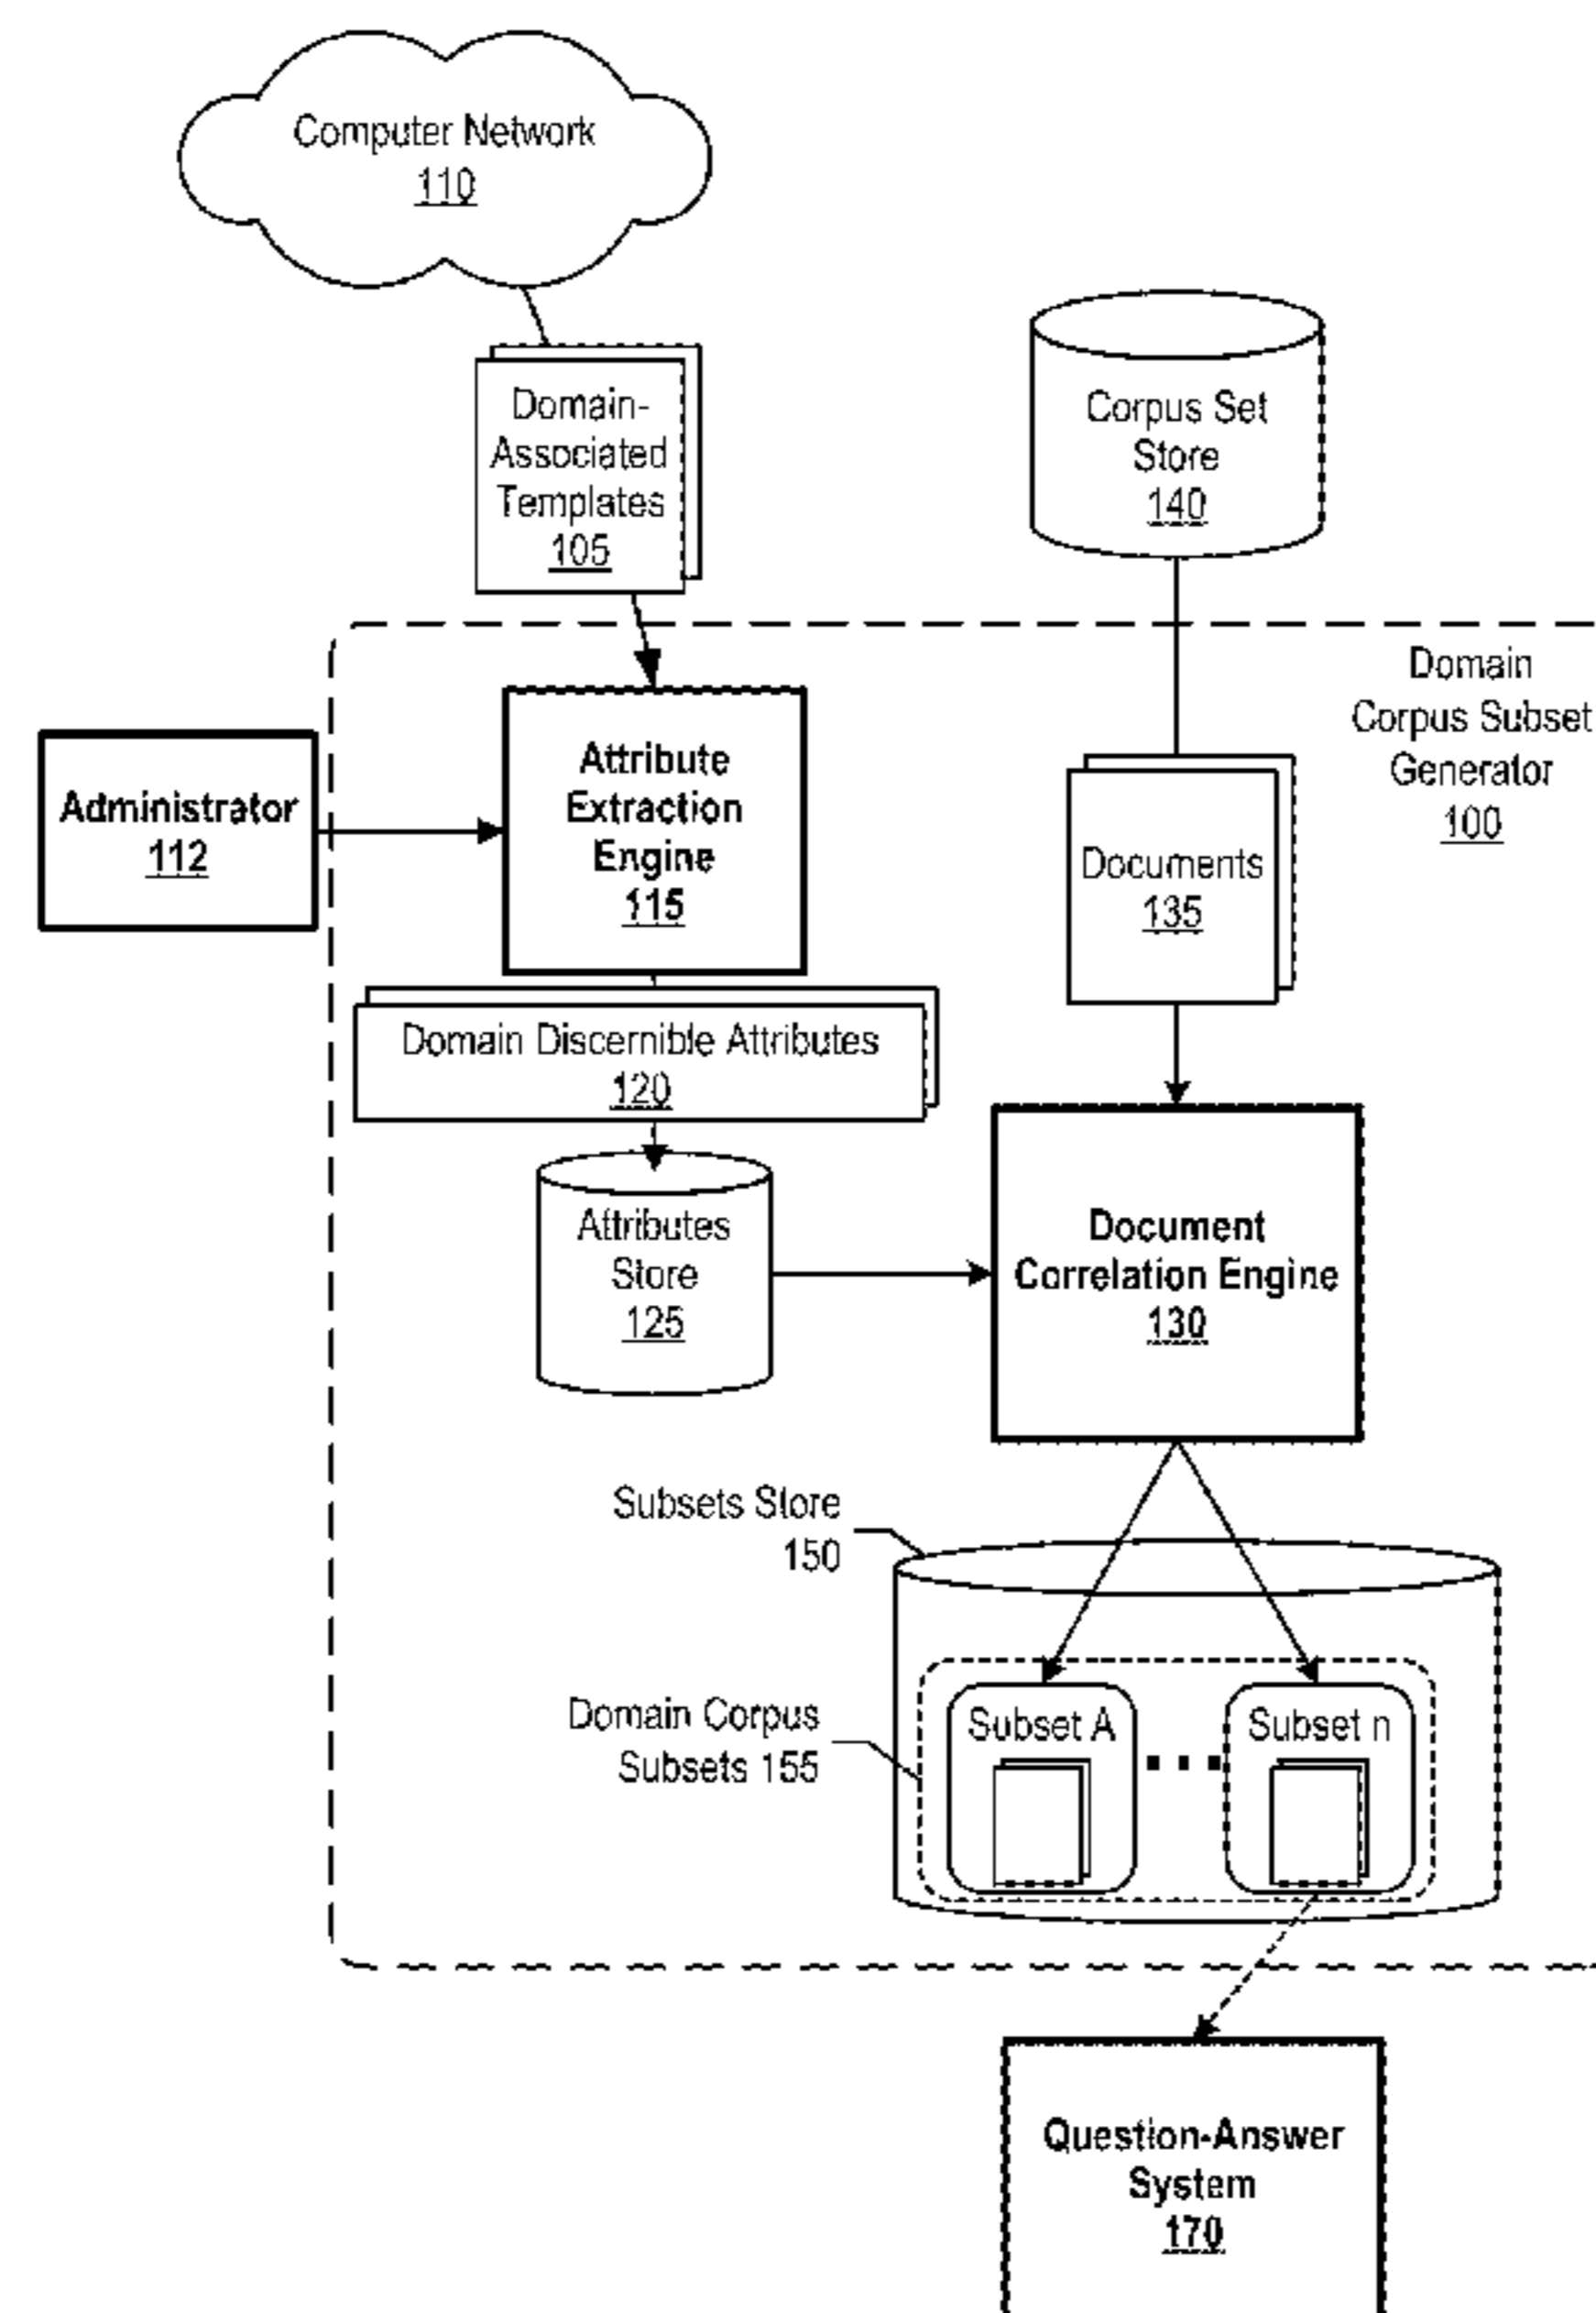 Computer Network
110
Domain-
Associated
Templates
105
Corpus Set
Store
140
Domain
Corpus Subset
Generator
100
Administrator
112
Attribute
Extraction
Engine
115
Documents
135
Domain Discernible Attributes
120
Attributes
Store
125
Document
Correlation Engine
130
Subsets Store
150
Domain Corpus
Subsets 155
Subset A
Subset n
Question-Answer
System
170